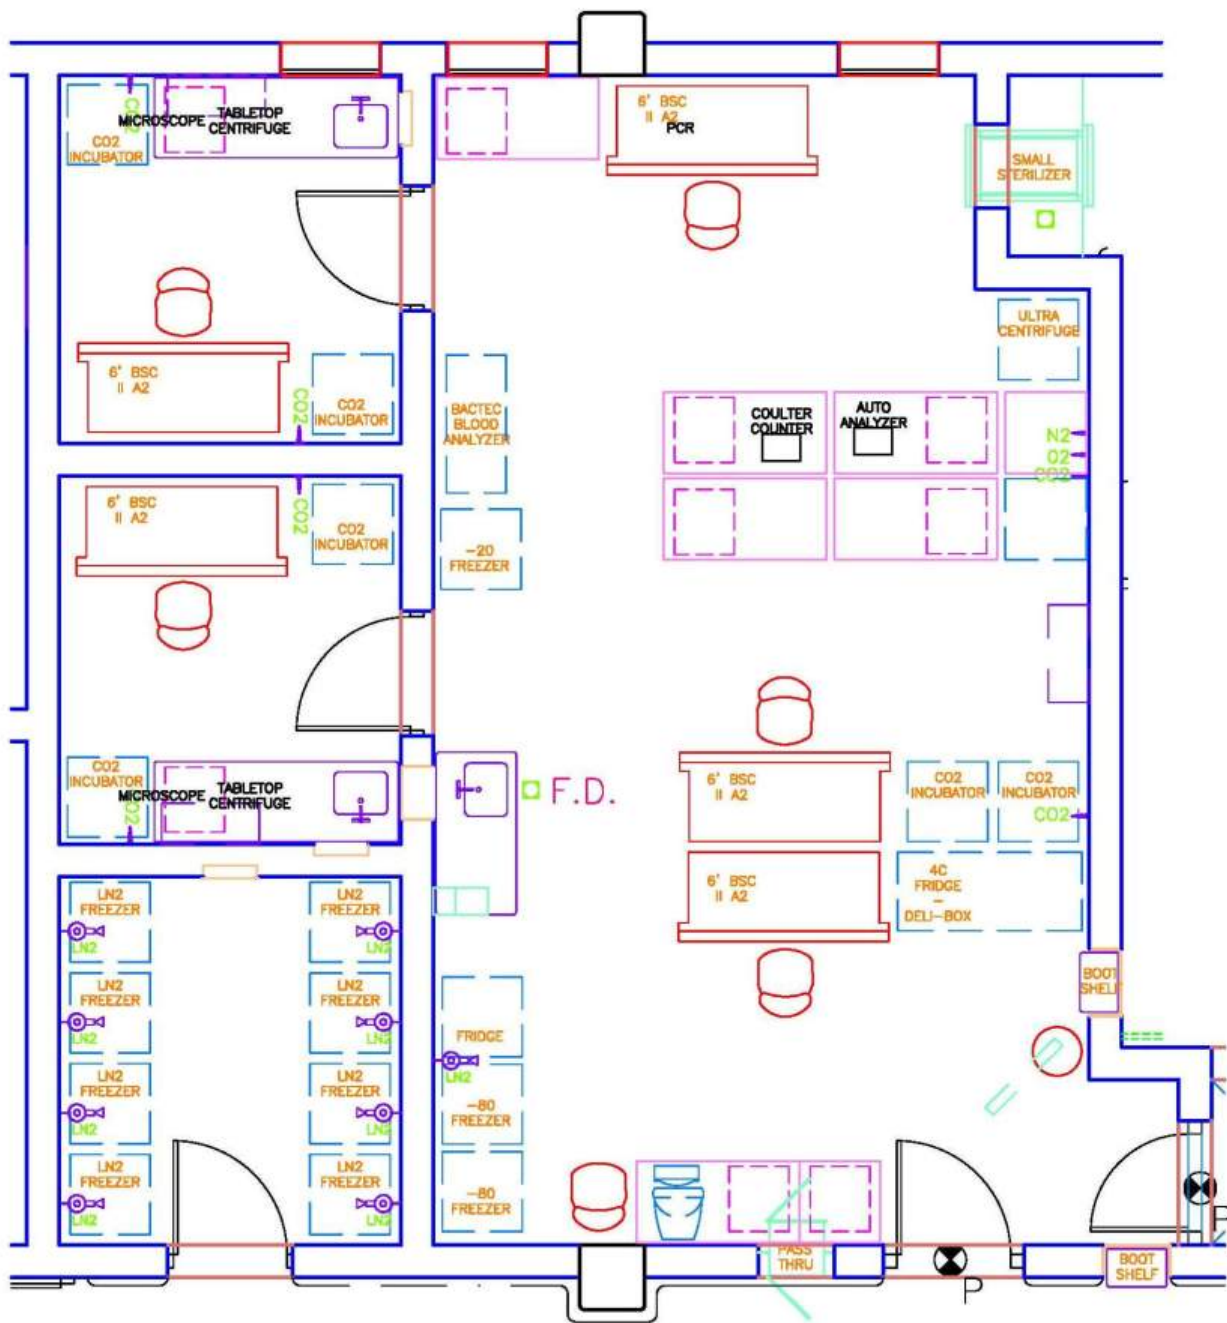 CO2
CO2
INCUBATOR
MICROSCOPE
TABLETOP
CENTRIFUGE
6' BSC
II A2
PCR
SMALL
STERILIZER
6' BSC
II A2
CO2
CO2
INCUBATOR
BACTEC
BLOOD
ANALYZER
COULTER
COUNTER
AUTO
ANALYZER
ULTRA
CENTRIFUGE
N2
O2
CO2
6' BSC
II A2
CO2
CO2
INCUBATOR
-20
FREEZER
CO2
INCUBATOR
CO2
MICROSCOPE
TABLETOP
CENTRIFUGE
F.D.
6' BSC
II A2
CO2
INCUBATOR
CO2
INCUBATOR
CO2
6' BSC
II A2
4C
FRIDGE
-
DELI-BOX
LN2
FREEZER
LN2
LN2
FREEZER
LN2
LN2
FREEZER
LN2
LN2
FREEZER
LN2
LN2
FREEZER
LN2
LN2
FREEZER
LN2
LN2
FREEZER
LN2
LN2
FREEZER
LN2
FRIDGE
LN2
-80
FREEZER
-80
FREEZER
BOOT
SHELF
PASS
THRU
P
BOOT
SHELF
P